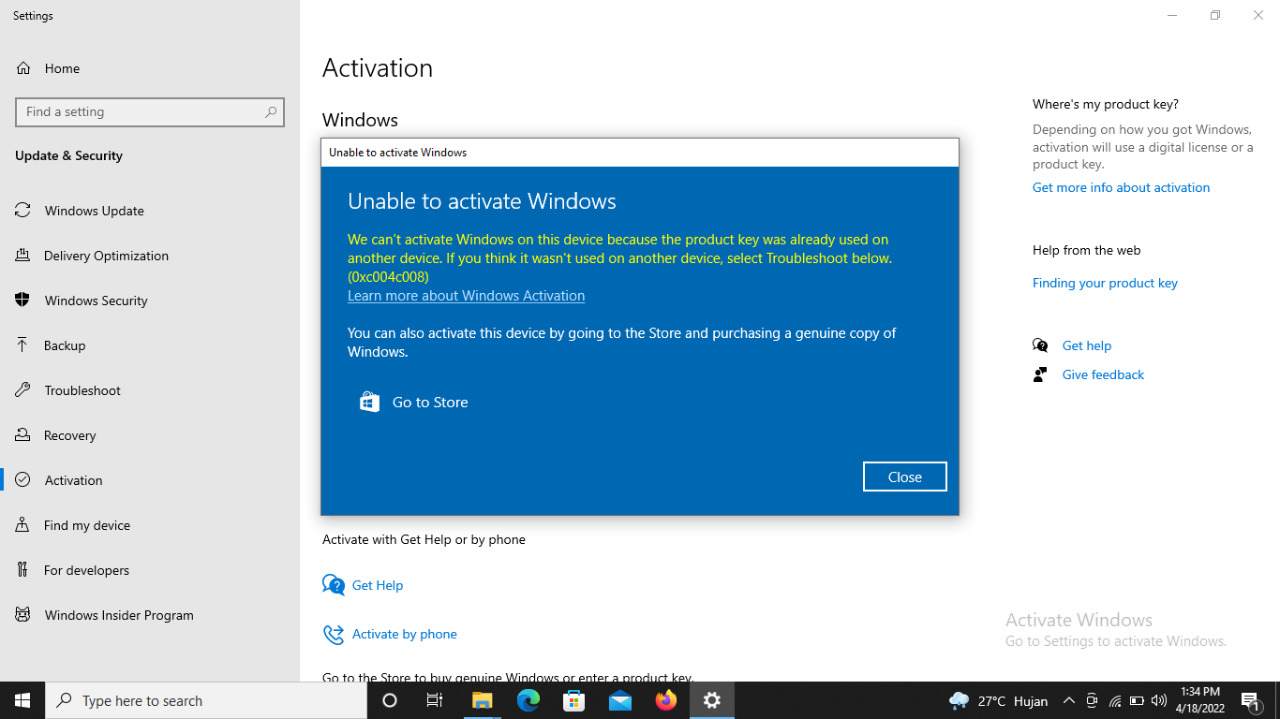 Settings
Home
Find a setting
Update & Security
Windows Update
Delivery Optimization
Windows Security
Backup
Troubleshoot
Recovery
Activation
Find my device
For developers
Windows Insider Program
Activation
Windows
Unable to activate Windows
Unable to activate Windows
We can't activate Windows on this device because the product key was already used on
another device. If you think it wasn't used on another device, select Troubleshoot below.
(0xc004c008)
Learn more about Windows Activation
You can also activate this device by going to the Store and purchasing a genuine copy of
Windows.
Go to Store
Close
Activate with Get Help or by phone
Get Help
Activate by phone
Go to the Store to buy genuine Windows or enter a product key.
Where's my product key?
Depending on how you got Windows,
activation will use a digital license or a
product key.
Get more info about activation
Help from the web
Finding your product key
Get help
Give feedback
Activate Windows
Go to Settings to activate Windows.
Type here to search
27°C Hujan
1:34 PM
4/18/2022
1